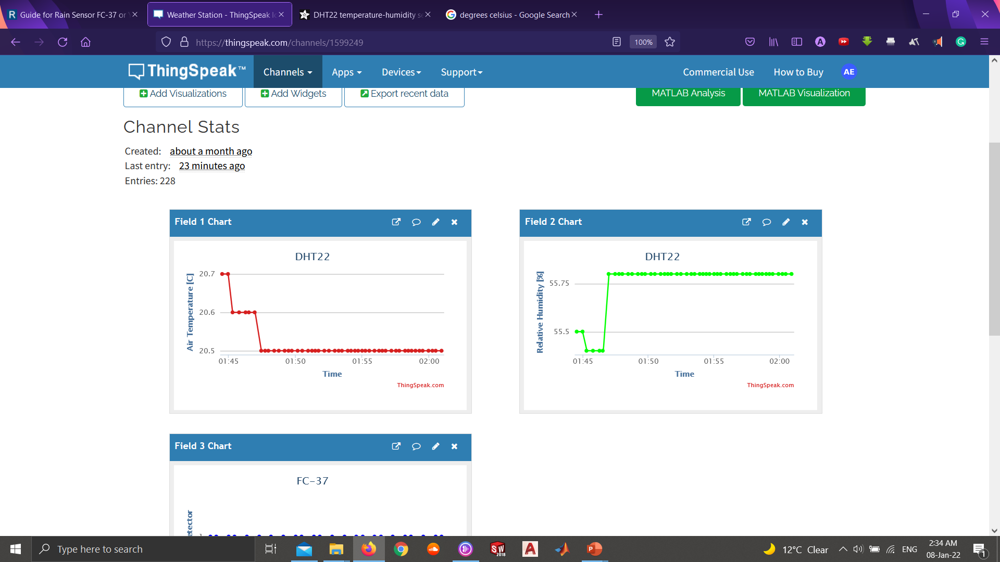 Guide for Rain Sensor FC-37 or
Weather Station - ThingSpeak
DHT22 temperature-humidity
degrees celsius - Google Search
https://thingspeak.com/channels/1599249
100%
ThingSpeak™
Channels
Apps
Devices
Support
Commercial Use
How to Buy
AE
Add Visualizations
Add Widgets
Export recent data
MATLAB Analysis
MATLAB Visualization
Channel Stats
Created: about a month ago
Last entry: 23 minutes ago
Entries: 228
Field 1 Chart
DHT22
Air Temperature [C]
20.7
20.6
20.5
01:45 01:50 01:55 02:00
Time
ThingSpeak.com
Field 2 Chart
DHT22
Relative Humidity [%]
55.75
55.5
01:45 01:50 01:55 02:00
Time
ThingSpeak.com
Field 3 Chart
FC-37
Type here to search
SW
2018
12°C Clear
ENG
2:34 AM
08-Jan-22
1